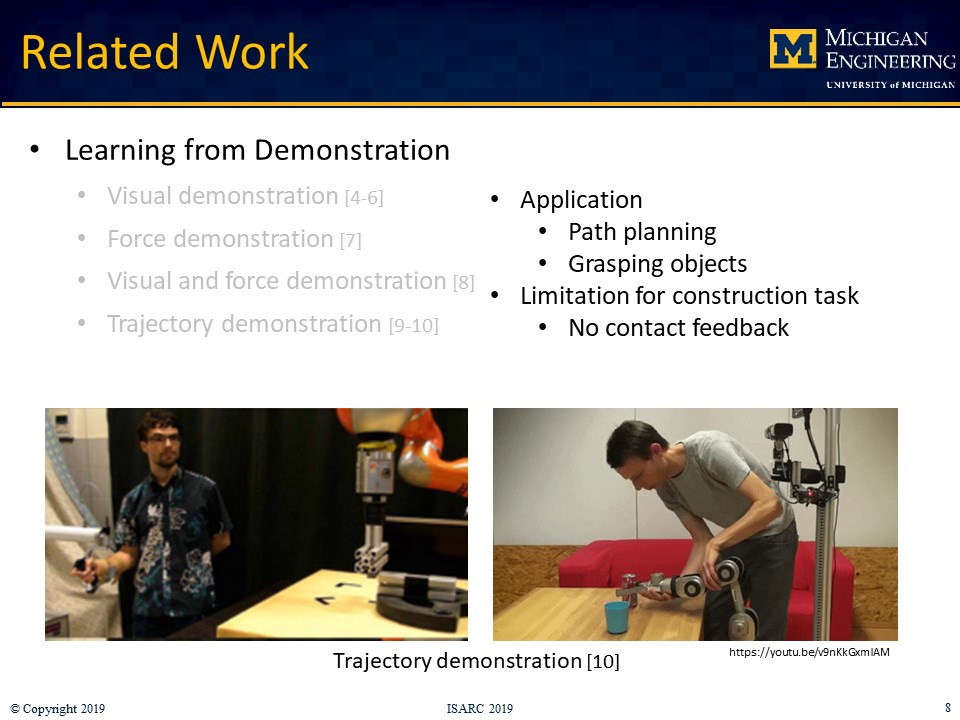 Related Work
M
MICHIGAN
ENGINEERING
UNIVERSITY of MICHIGAN
• Learning from Demonstration
• Visual demonstration [4-6]
• Force demonstration [7]
• Visual and force demonstration [8]
• Trajectory demonstration [9-10]
• Application
• Path planning
• Grasping objects
• Limitation for construction task
• No contact feedback
https://youtu.be/v9nKkGxmIAM
Trajectory demonstration [10]
© Copyright 2019
ISARC 2019
8